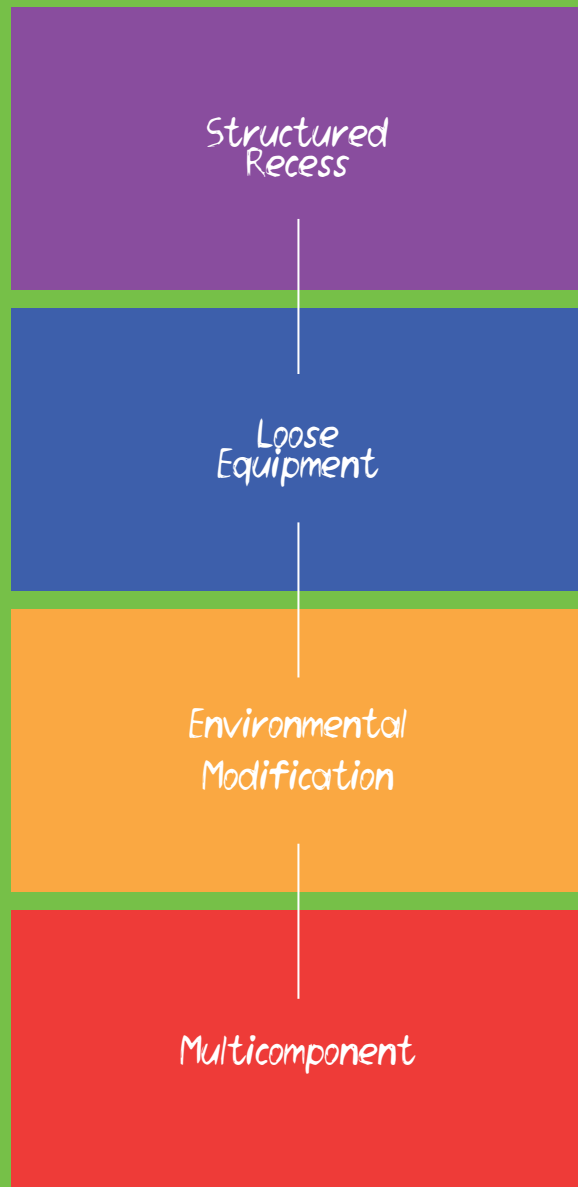 Structured
Recess
Loose
Equipment
Environmental
Modification
Multicomponent